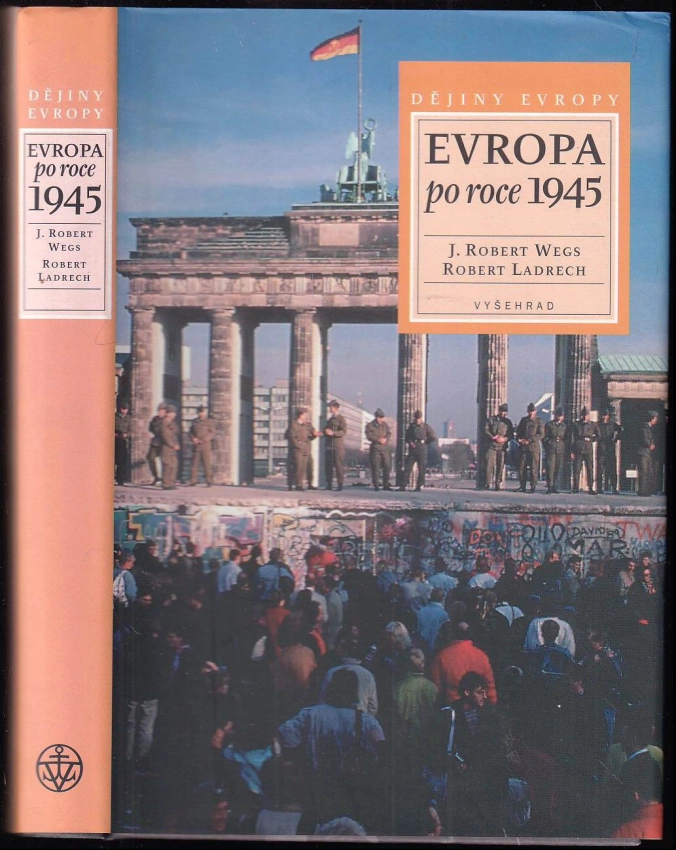 DĚJINY
EVROPY
EVROPA
po roce
1945
J. ROBERT
WEGS
ROBERT
LADRECH
DĚJINY EVROPY
EVROPA
po roce 1945
J. ROBERT WEGS
ROBERT LADRECH
VYŠEHRAD